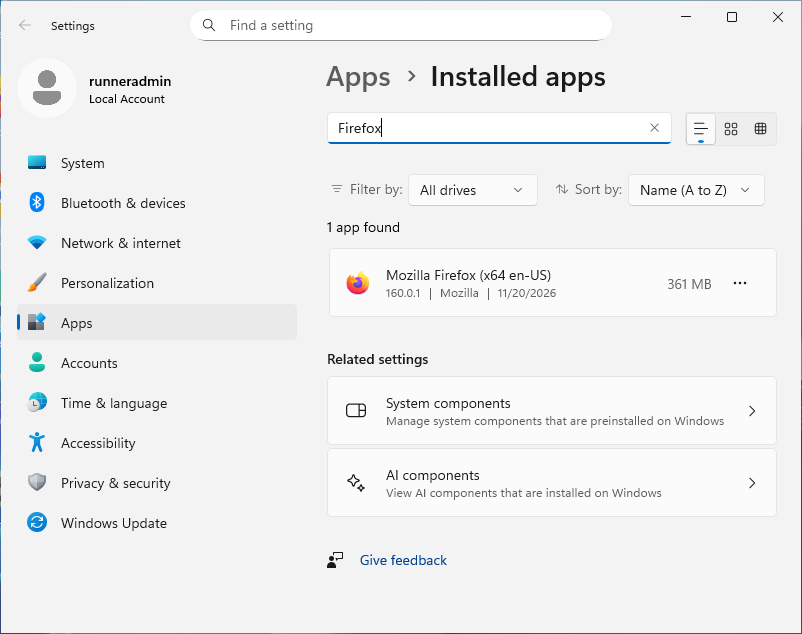 Settings
Find a setting
runneradmin
Local Account
System
Bluetooth & devices
Network & internet
Personalization
Apps
Accounts
Time & language
Accessibility
Privacy & security
Windows Update
Apps > Installed apps
Firefox
Filter by: All drives
Sort by: Name (A to Z)
1 app found
Mozilla Firefox (x64 en-US)
160.0.1 | Mozilla | 11/20/2026
361 MB
Related settings
System components
Manage system components that are preinstalled on Windows
AI components
View AI components that are installed on Windows
Give feedback